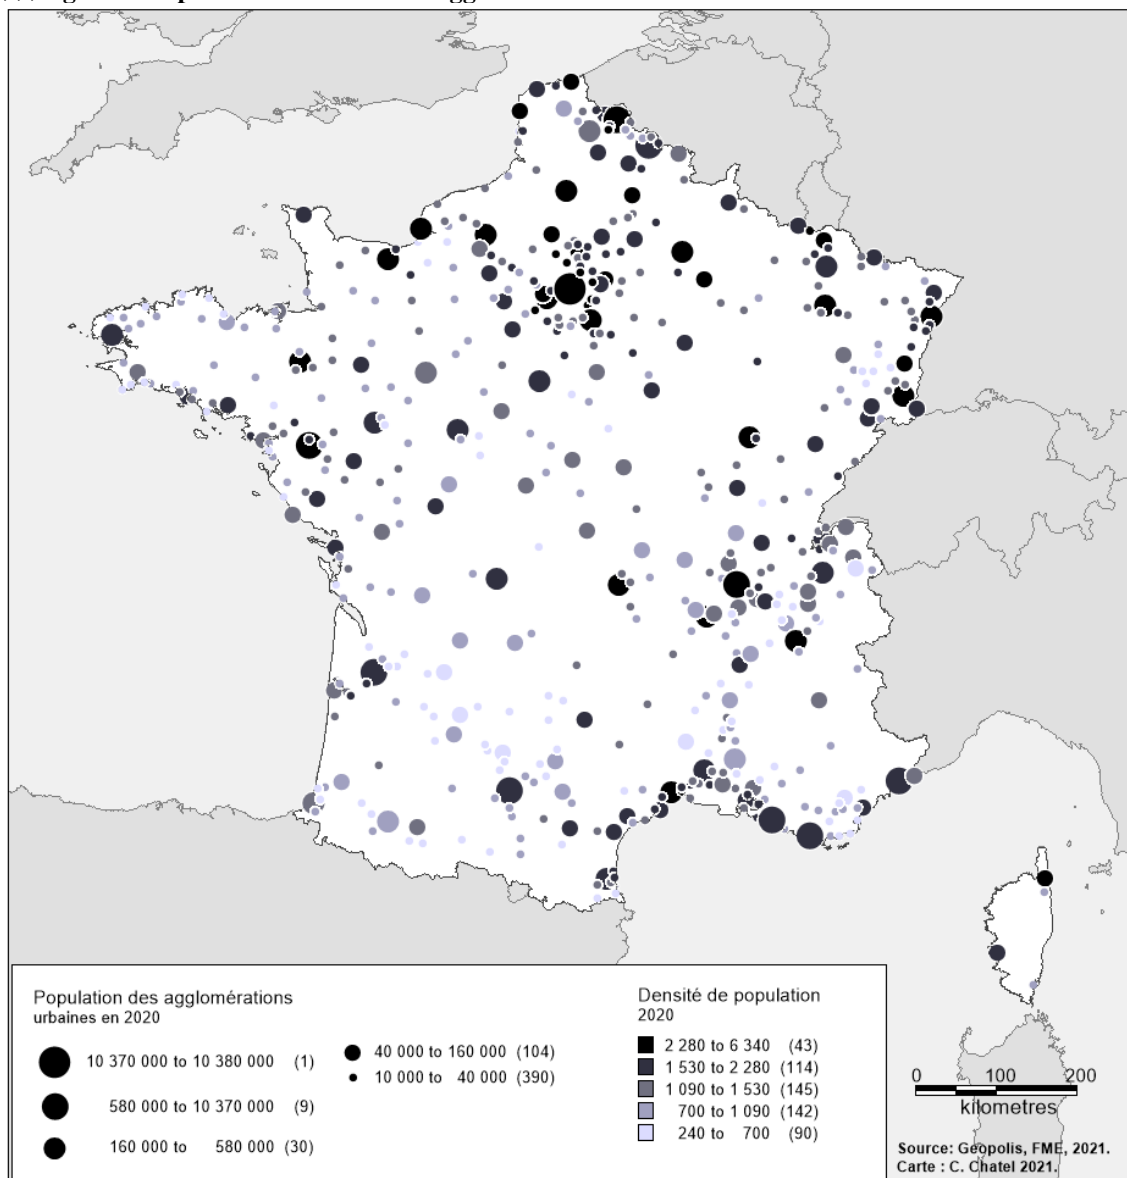 Population des agglomérations
urbaines en 2020
10 370 000 to 10 380 000 (1)
580 000 to 10 370 000 (9)
160 000 to 580 000 (30)
40 000 to 160 000 (104)
10 000 to 40 000 (390)
Densité de population
2020
2 280 to 6 340 (43)
1 530 to 2 280 (114)
1 090 to 1 530 (145)
700 to 1 090 (142)
240 to 700 (90)
0 100 200
kilometres
Source: Geopolis, FME, 2021.
Carte : C. Chatel 2021.